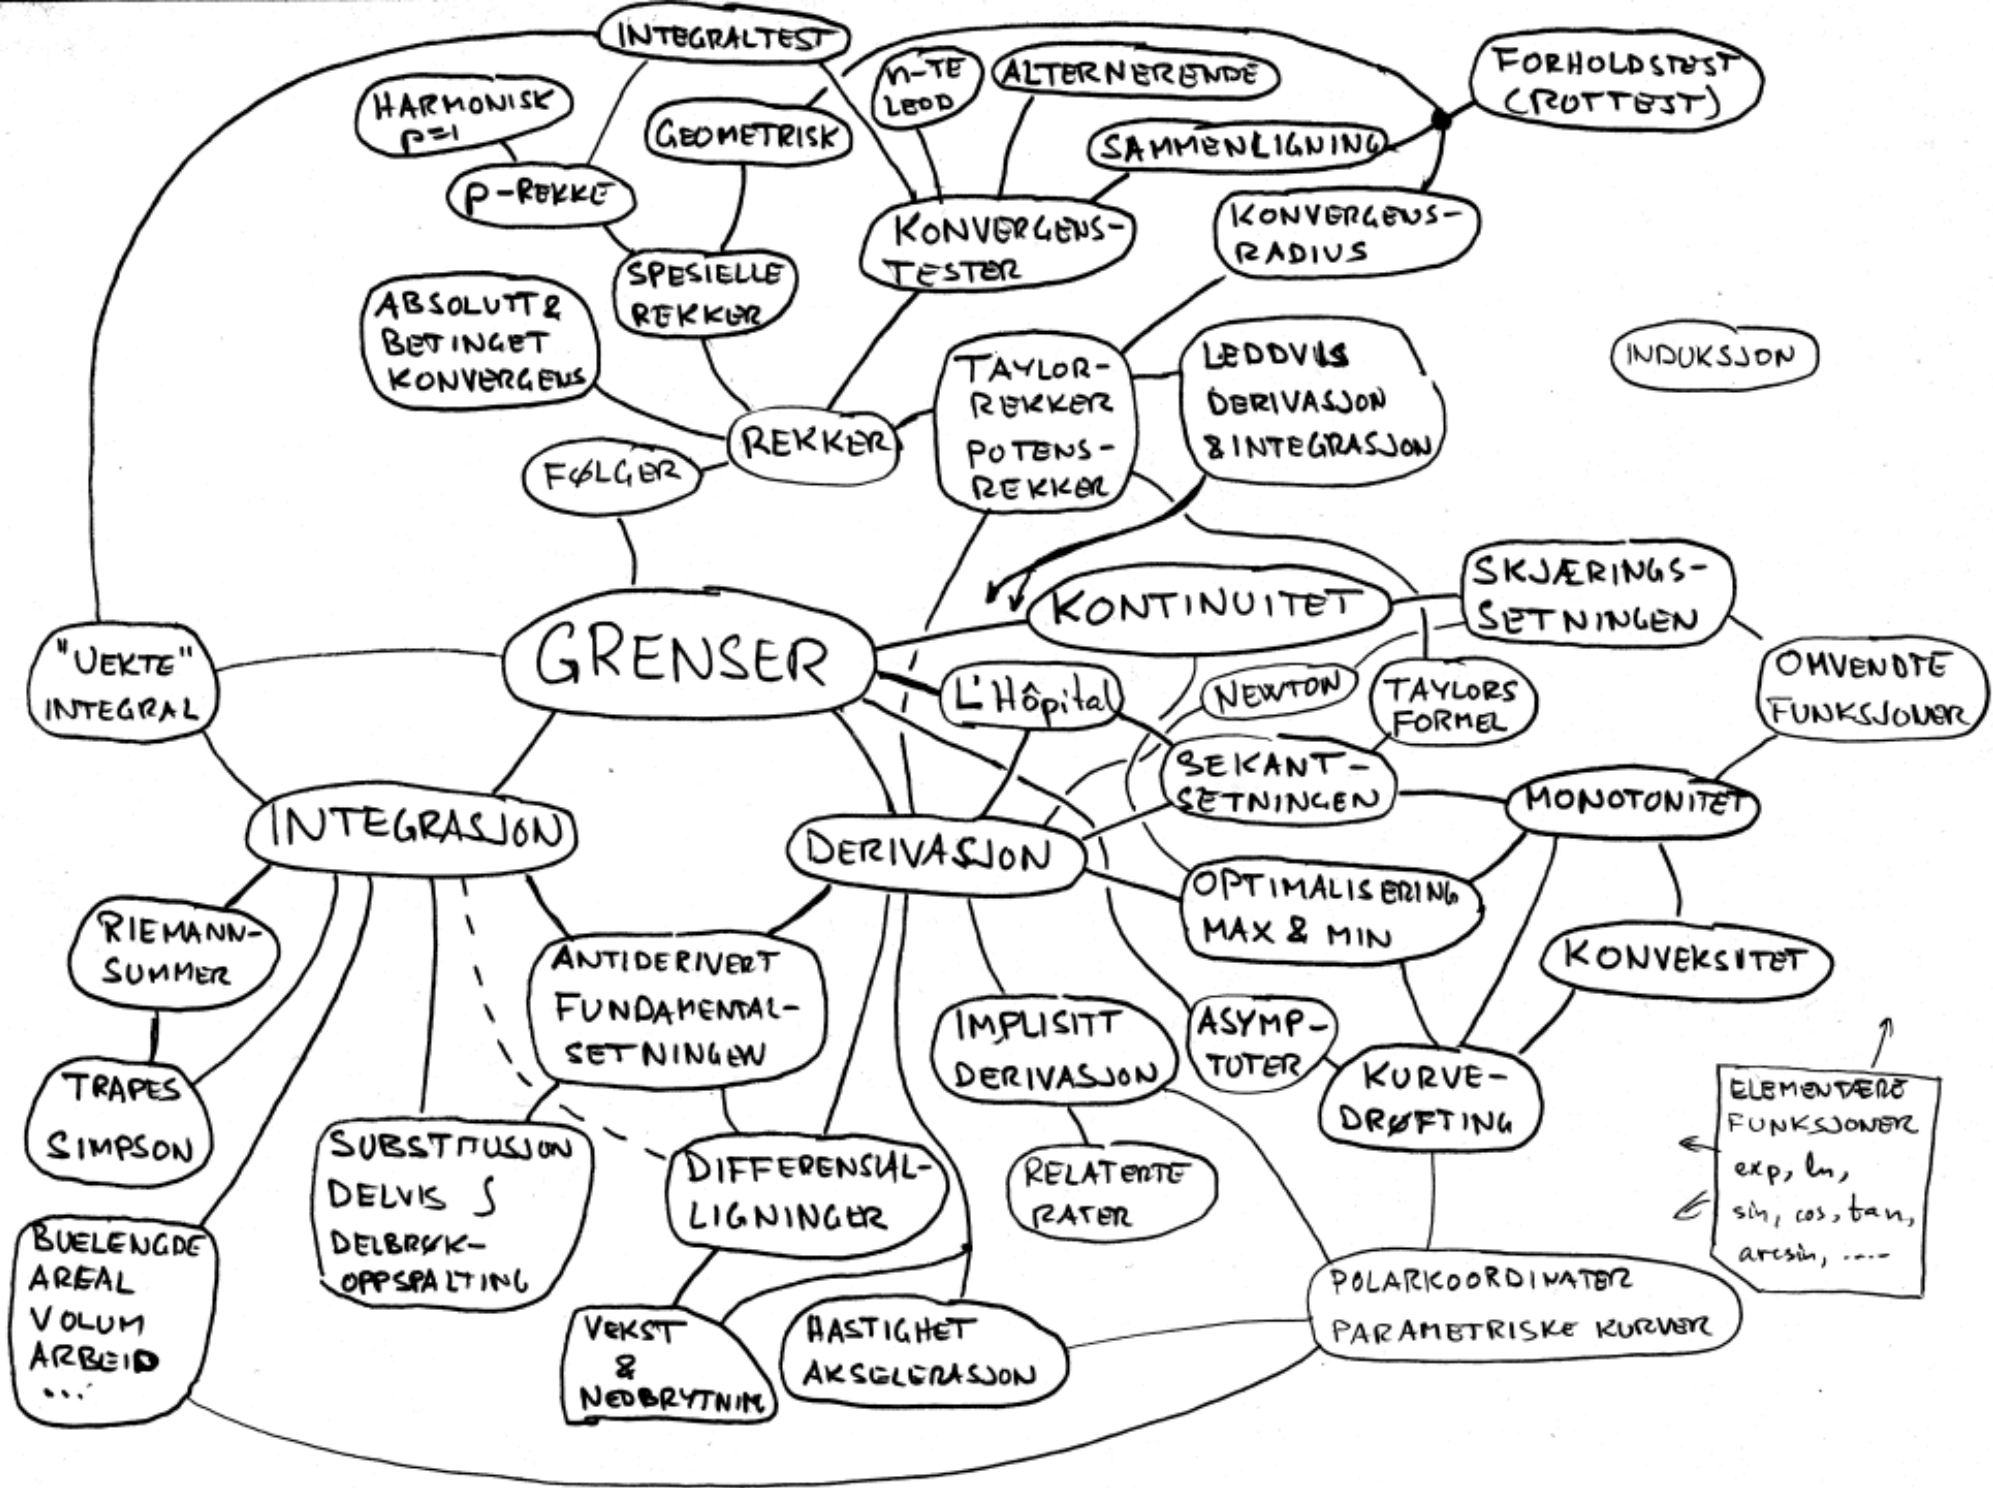 INTEGRALTEST
HARMONISK
p=1
n-TE
LEDD
ALTERNERENDE
FORHOLDSTEST
(ROTTEST)
GEOMETRISK
SAMMENLIGNING
p-REKKE
KONVERGENS-
TESTER
KONVERGENS-
RADIUS
SPESIELLE
REKKER
ABSOLUTT &
BETINGET
KONVERGENS
TAYLOR-
REKKER
POTENS-
REKKER
LEDDVIS
DERIVASJON
& INTEGRASJON
INDUKSJON
REKKER
FØLGER
KONTINUITET
SKJÆRINGS-
SETNINGEN
GRENSER
"UEKTE"
INTEGRAL
L'Hôpital
NEWTON
TAYLORS
FORMEL
OMVENDTE
FUNKSJONER
SEKANT-
SETNINGEN
MONOTONITET
INTEGRASJON
DERIVASJON
OPTIMALISERING
MAX & MIN
KONVEKSITET
RIEMANN-
SUMMER
ANTIDERIVERT
FUNDAMENTAL-
SETNINGEN
IMPLISITT
DERIVASJON
ASYMP-
TOTER
KURVE-
DRØFTING
TRAPES
SIMPSON
SUBSTITUSJON
DELVIS ∫
DELBRØK-
OPPSPALTING
DIFFERENSIAL-
LIGNINGER
RELATERTE
RATER
ELEMENTÆRE
FUNKSJONER
exp, ln,
sin, cos, tan,
arcsin, ....
BUELENGDE
AREAL
VOLUM
ARBEID
...
VEKST
&
NEDBRYTNING
HASTIGHET
AKSELERASJON
POLARKOORDINATER
PARAMETRISKE KURVER